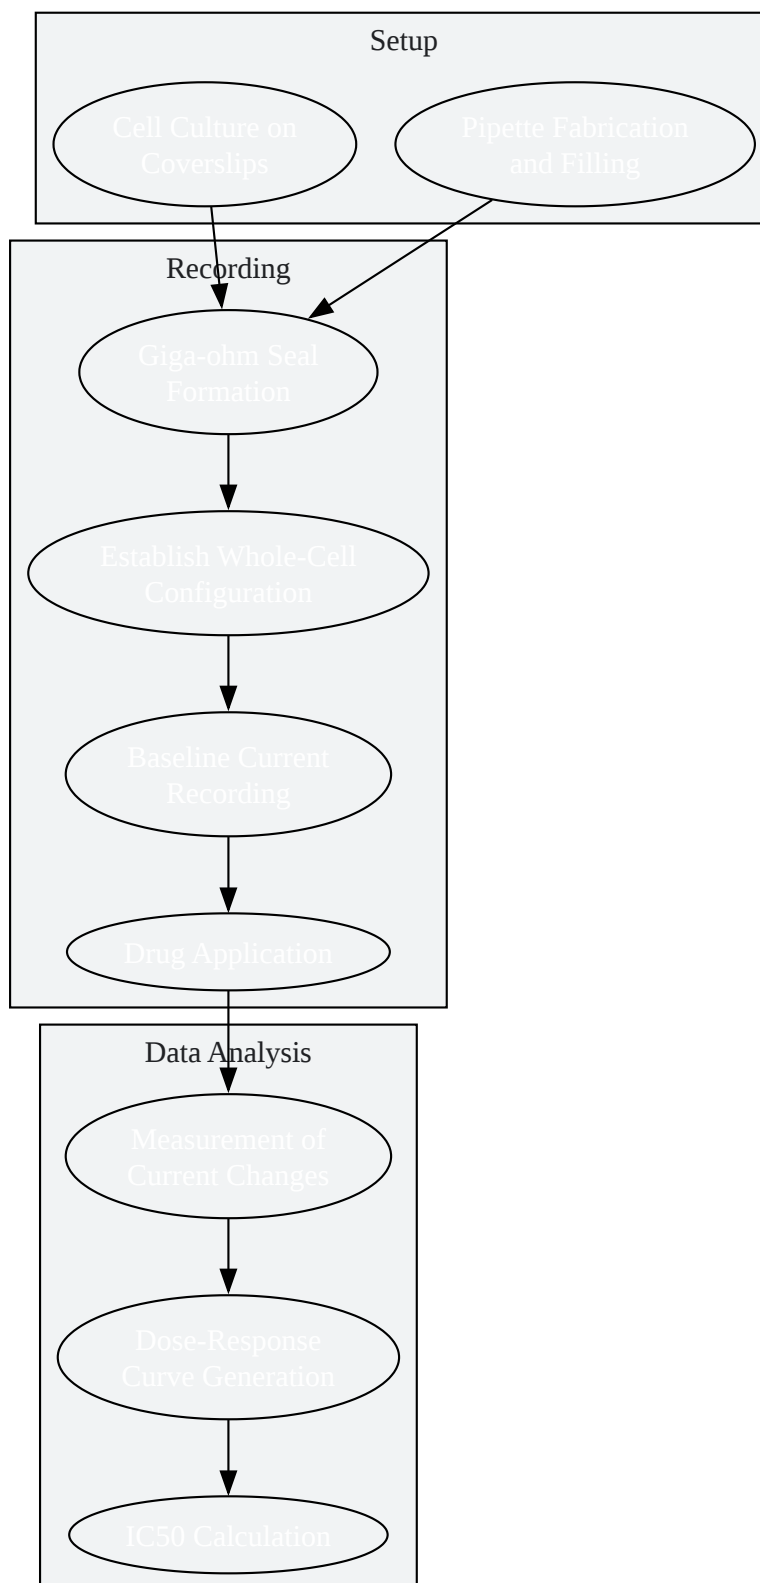 Setup
Cell Culture on
Coverslips
Pipette Fabrication
and Filling
Recording
Giga-ohm Seal
Formation
Establish Whole-Cell
Configuration
Baseline Current
Recording
Drug Application
Data Analysis
Measurement of
Current Changes
Dose-Response
Curve Generation
IC50 Calculation